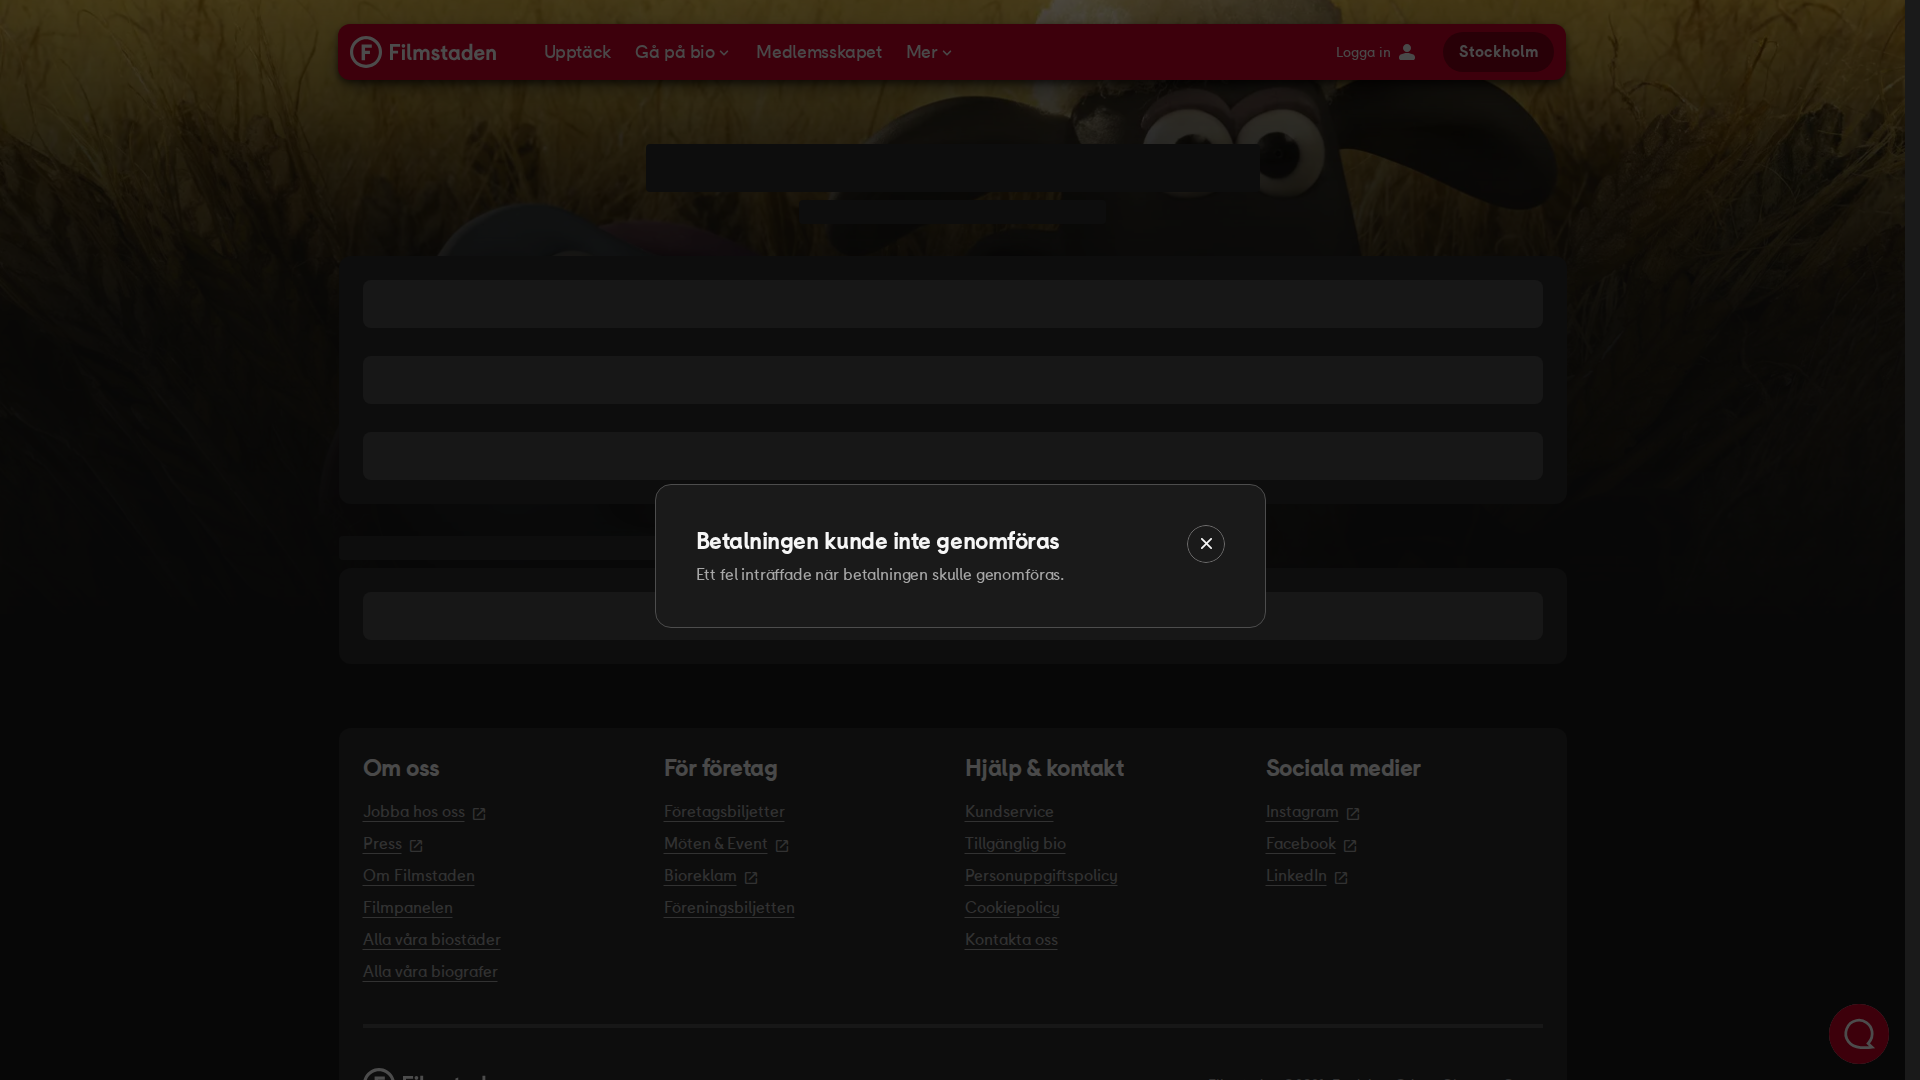 Filmstaden
Upptäck
Gå på bio
Medlemsskapet
Mer
Logga in
Stockholm
Betalningen kunde inte genomföras
Ett fel inträffade när betalningen skulle genomföras.
Om oss
Jobba hos oss
Press
Om Filmstaden
Filmpanelen
Alla våra biostäder
Alla våra biografer
För företag
Företagsbiljetter
Möten & Event
Bioreklam
Föreningsbiljetten
Hjälp & kontakt
Kundservice
Tillgänglig bio
Personuppgiftspolicy
Cookiepolicy
Kontakta oss
Sociala medier
Instagram
Facebook
LinkedIn